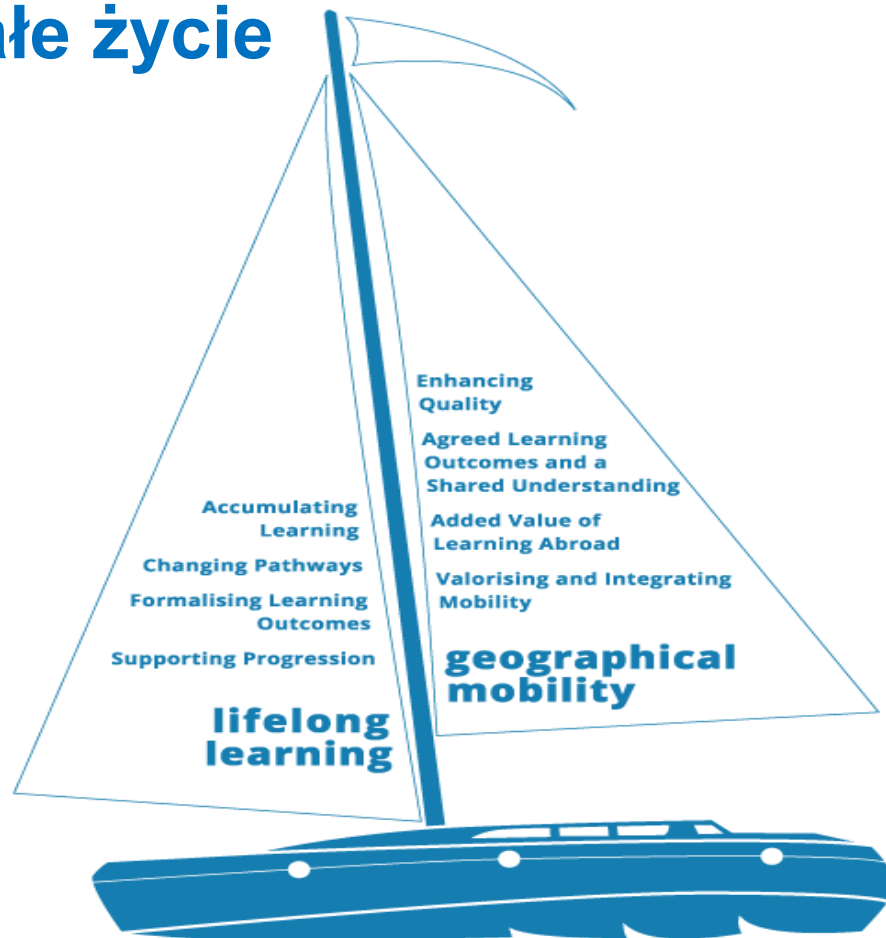 ałe życie
Enhancing
Quality
Agreed Learning
Outcomes and a
Shared Understanding
Added Value of
Learning Abroad
Valorising and Integrating
Mobility
geographical
mobility
Accumulating
Learning
Changing Pathways
Formalising Learning
Outcomes
Supporting Progression
lifelong
learning